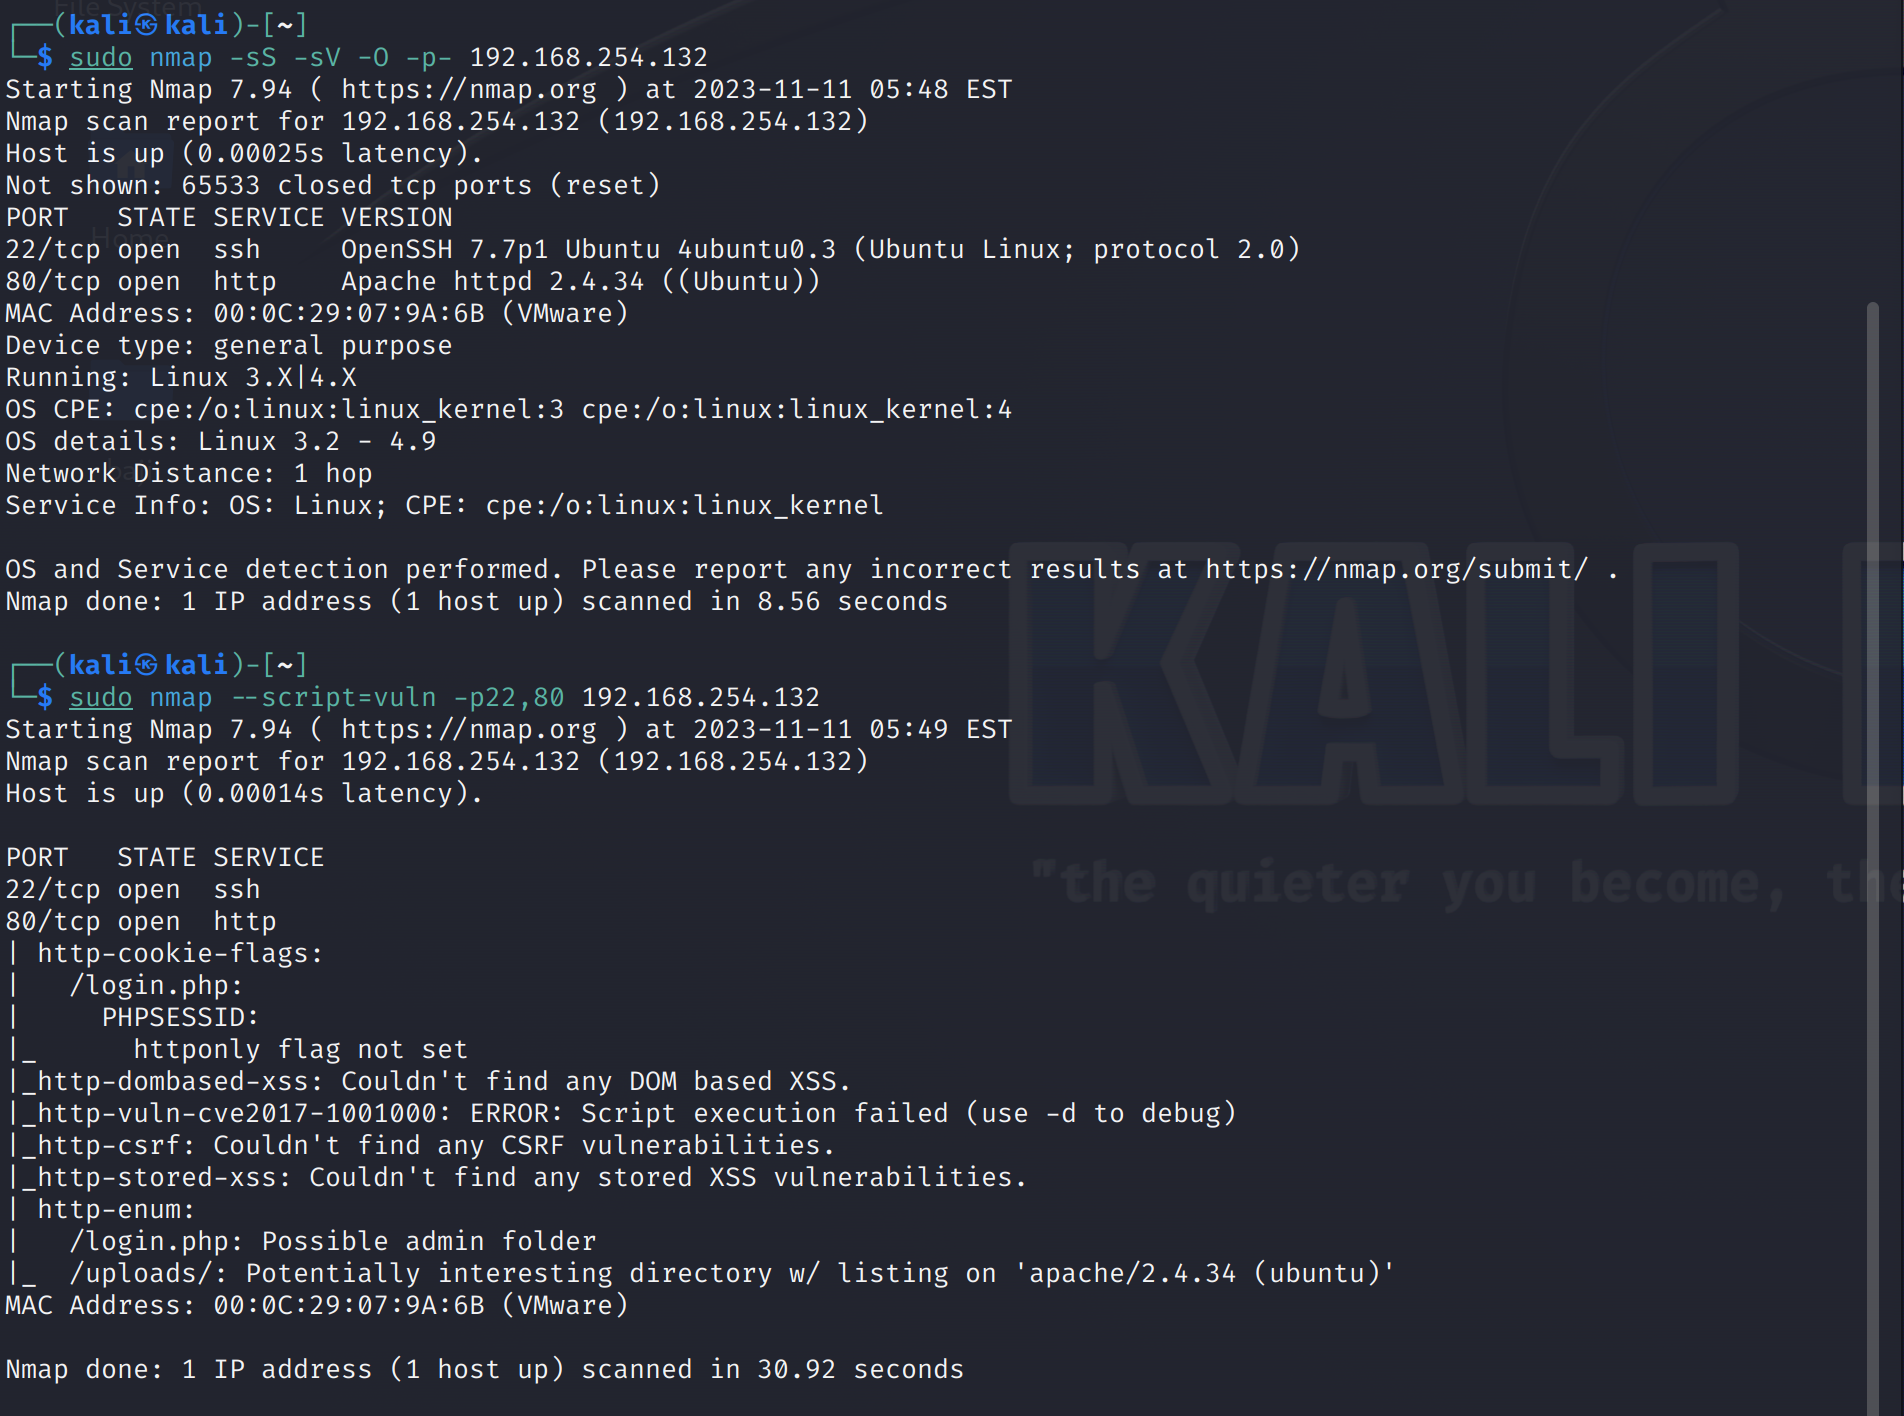 File System
┌──(kali㉿kali)-[~]
└─$ sudo nmap -sS -sV -O -p- 192.168.254.132
Starting Nmap 7.94 ( https://nmap.org ) at 2023-11-11 05:48 EST
Nmap scan report for 192.168.254.132 (192.168.254.132)
Host is up (0.00025s latency).
Not shown: 65533 closed tcp ports (reset)
PORT   STATE SERVICE VERSION
Home
22/tcp open  ssh     OpenSSH 7.7p1 Ubuntu 4ubuntu0.3 (Ubuntu Linux; protocol 2.0)
80/tcp open  http    Apache httpd 2.4.34 ((Ubuntu))
MAC Address: 00:0C:29:07:9A:6B (VMware)
Device type: general purpose
Running: Linux 3.X|4.X
OS CPE: cpe:/o:linux:linux_kernel:3 cpe:/o:linux:linux_kernel:4
OS details: Linux 3.2 - 4.9
Network Distance: 1 hop
Service Info: OS: Linux; CPE: cpe:/o:linux:linux_kernel
OS and Service detection performed. Please report any incorrect results at https://nmap.org/submit/ .
Nmap done: 1 IP address (1 host up) scanned in 8.56 seconds
┌──(kali㉿kali)-[~]
└─$ sudo nmap --script=vuln -p22,80 192.168.254.132
Starting Nmap 7.94 ( https://nmap.org ) at 2023-11-11 05:49 EST
Nmap scan report for 192.168.254.132 (192.168.254.132)
Host is up (0.00014s latency).
KALI
PORT   STATE SERVICE
"the quieter you become, the
22/tcp open  ssh
80/tcp open  http
| http-cookie-flags:
|   /login.php:
|     PHPSESSID:
|_      httponly flag not set
|_http-dombased-xss: Couldn't find any DOM based XSS.
|_http-vuln-cve2017-1001000: ERROR: Script execution failed (use -d to debug)
|_http-csrf: Couldn't find any CSRF vulnerabilities.
|_http-stored-xss: Couldn't find any stored XSS vulnerabilities.
| http-enum:
|   /login.php: Possible admin folder
|_  /uploads/: Potentially interesting directory w/ listing on 'apache/2.4.34 (ubuntu)'
MAC Address: 00:0C:29:07:9A:6B (VMware)
Nmap done: 1 IP address (1 host up) scanned in 30.92 seconds